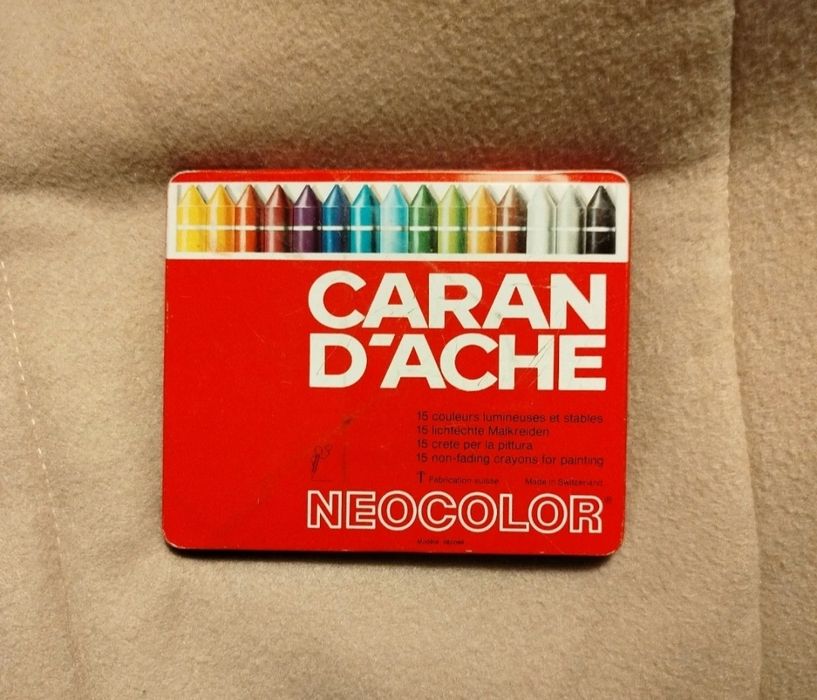 CARAN
D'ACHE
15 couleurs lumineuses et stables
15 lichtechte Malkreiden
15 crete per la pittura
15 non-fading crayons for painting
Fabrication suisse Made in Switzerland
NEOCOLOR®